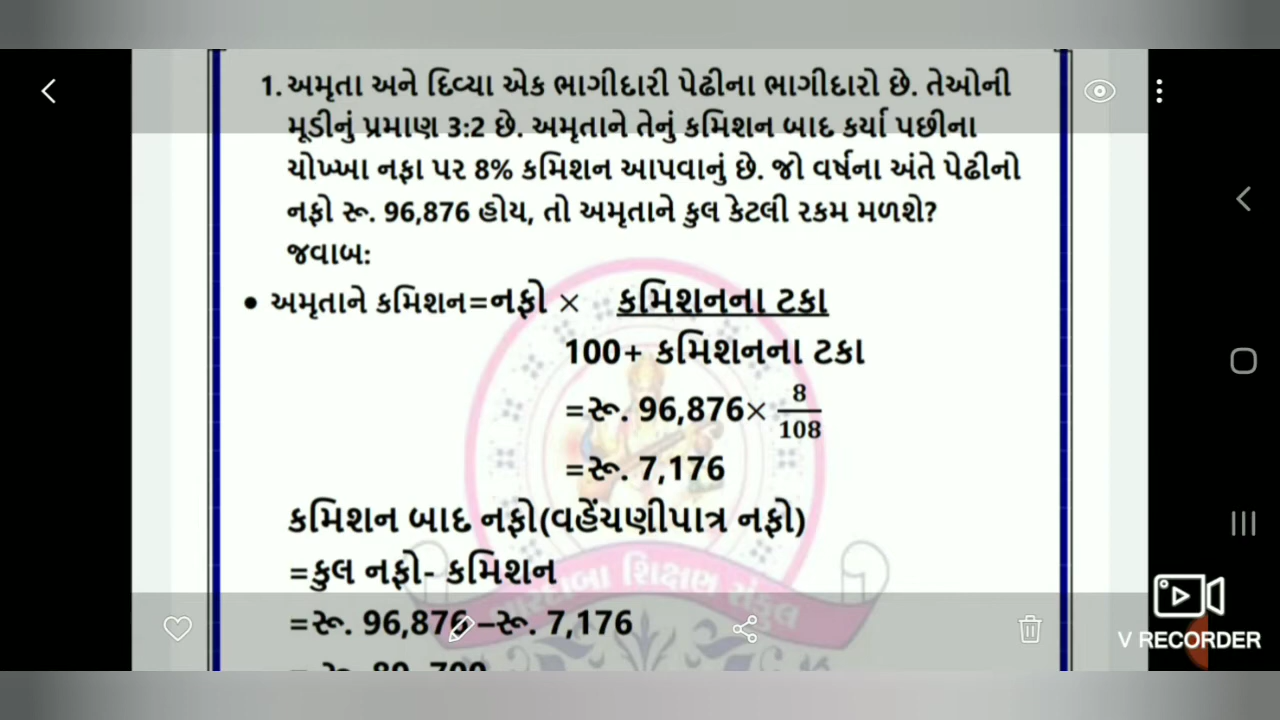 1. અમૃતા અને દિવ્યા એક ભાગીદારી પેઢીના ભાગીદારો છે. તેઓની
મૂડીનું પ્રમાણ 3:2 છે. અમૃતાને તેનું કમિશન બાદ કર્યા પછીના
ચોખ્ખા નફા પર 8% કમિશન આપવાનું છે. જો વર્ષના અંતે પેઢીનો
નફો રૂ. 96,876 હોય, તો અમૃતાને કુલ કેટલી રકમ મળશે?
જવાબ:
• અમૃતાને કમિશન=નફો × કમિશનના ટકા
100+ કમિશનના ટકા
=રૂ. 96,876× 8/108
=રૂ. 7,176
કમિશન બાદ નફો(વહેંચણીપાત્ર નફો)
=કુલ નફો- કમિશન
શિક્ષણ સંકુલ
=રૂ. 96,876 –રૂ. 7,176
V RECORDER